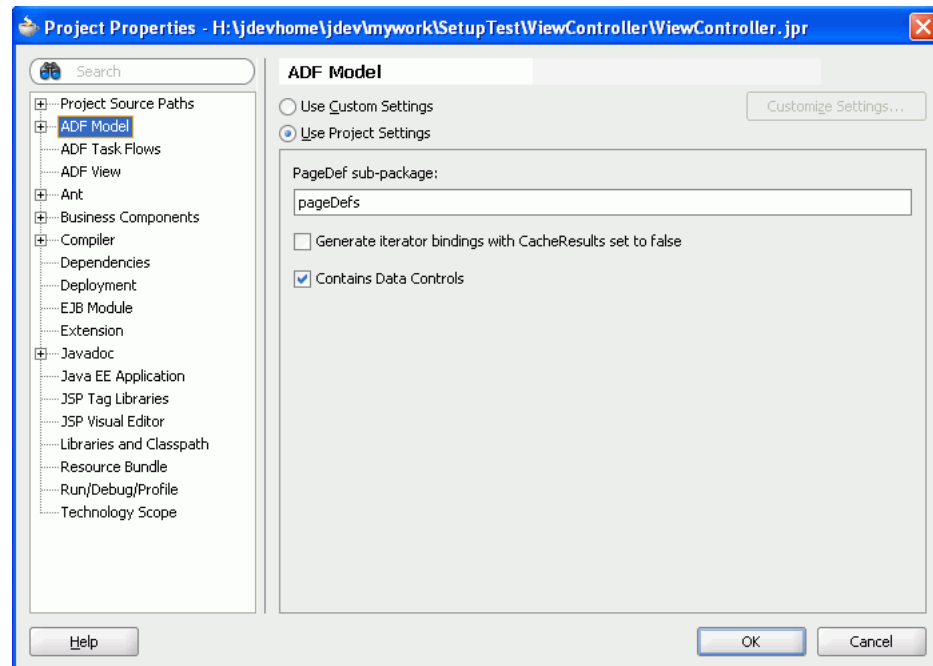 Project Properties - H:\jdevhome\jdev\mywork\SetupTest\ViewController\ViewController.jpr
Search
Project Source Paths
ADF Model
ADF Task Flows
ADF View
Ant
Business Components
Compiler
Dependencies
Deployment
EJB Module
Extension
Javadoc
Java EE Application
JSP Tag Libraries
JSP Visual Editor
Libraries and Classpath
Resource Bundle
Run/Debug/Profile
Technology Scope
ADF Model
Use Custom Settings
Customize Settings...
Use Project Settings
PageDef sub-package:
pageDefs
Generate iterator bindings with CacheResults set to false
Contains Data Controls
Help
OK
Cancel